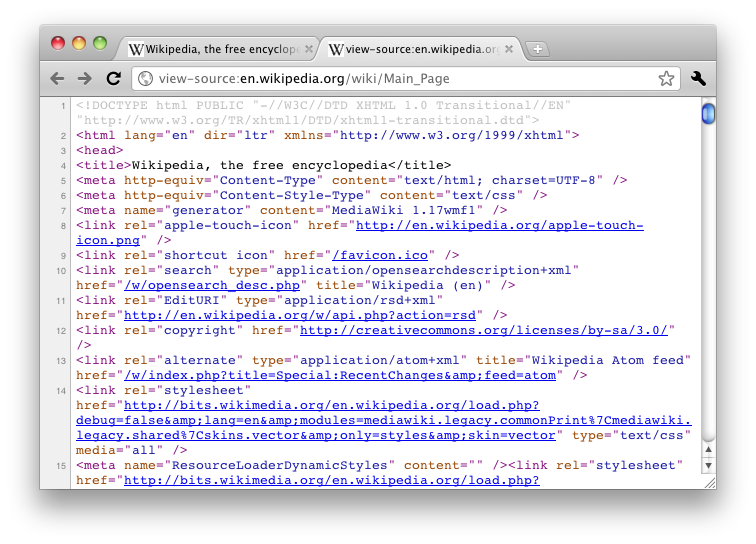 Wikipedia, the free encyclope
view-source:en.wikipedia.org
view-source:en.wikipedia.org/wiki/Main_Page
1 <!DOCTYPE html PUBLIC "-//W3C//DTD XHTML 1.0 Transitional//EN"
"http://www.w3.org/TR/xhtml1/DTD/xhtml1-transitional.dtd">
2 <html lang="en" dir="ltr" xmlns="http://www.w3.org/1999/xhtml">
3 <head>
4 <title>Wikipedia, the free encyclopedia</title>
5 <meta http-equiv="Content-Type" content="text/html; charset=UTF-8" />
6 <meta http-equiv="Content-Style-Type" content="text/css" />
7 <meta name="generator" content="MediaWiki 1.17wmf1" />
8 <link rel="apple-touch-icon" href="http://en.wikipedia.org/apple-touch-
icon.png" />
9 <link rel="shortcut icon" href="/favicon.ico" />
10 <link rel="search" type="application/opensearchdescription+xml"
href="/w/opensearch_desc.php" title="Wikipedia (en)" />
11 <link rel="EditURI" type="application/rsd+xml"
href="http://en.wikipedia.org/w/api.php?action=rsd" />
12 <link rel="copyright" href="http://creativecommons.org/licenses/by-sa/3.0/"
/>
13 <link rel="alternate" type="application/atom+xml" title="Wikipedia Atom feed"
href="/w/index.php?title=Special:RecentChanges&amp;feed=atom" />
14 <link rel="stylesheet"
href="http://bits.wikimedia.org/en.wikipedia.org/load.php?
debug=false&amp;lang=en&amp;modules=mediawiki.legacy.commonPrint%7Cmediawiki.
legacy.shared%7Cskins.vector&amp;only=styles&amp;skin=vector" type="text/css"
media="all" />
15 <meta name="ResourceLoaderDynamicStyles" content="" /><link rel="stylesheet"
href="http://bits.wikimedia.org/en.wikipedia.org/load.php?